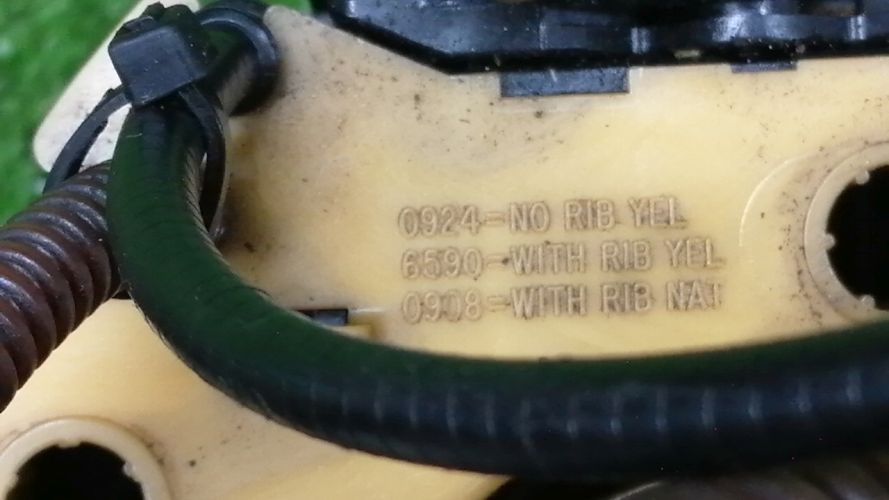 0924-NO RIB YEL
6590-WITH RIB YEL
0908-WITH RIB NAT